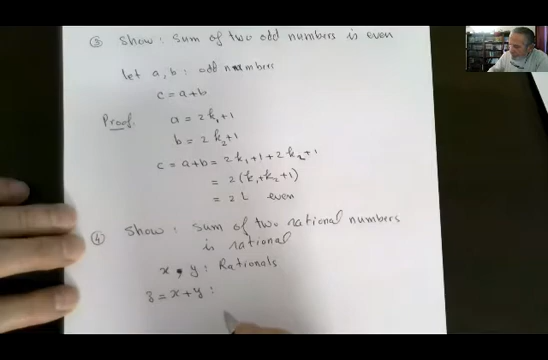 ③ Show: Sum of two odd numbers is even
let a, b: odd numbers
c = a+b
Proof: a = 2k₁+1
b = 2k₂+1
c = a+b = 2k₁+1+2k₂+1
= 2(k₁+k₂+1)
= 2L even
④ Show: Sum of two rational numbers
is rational
x, y: Rationals
z = x+y: